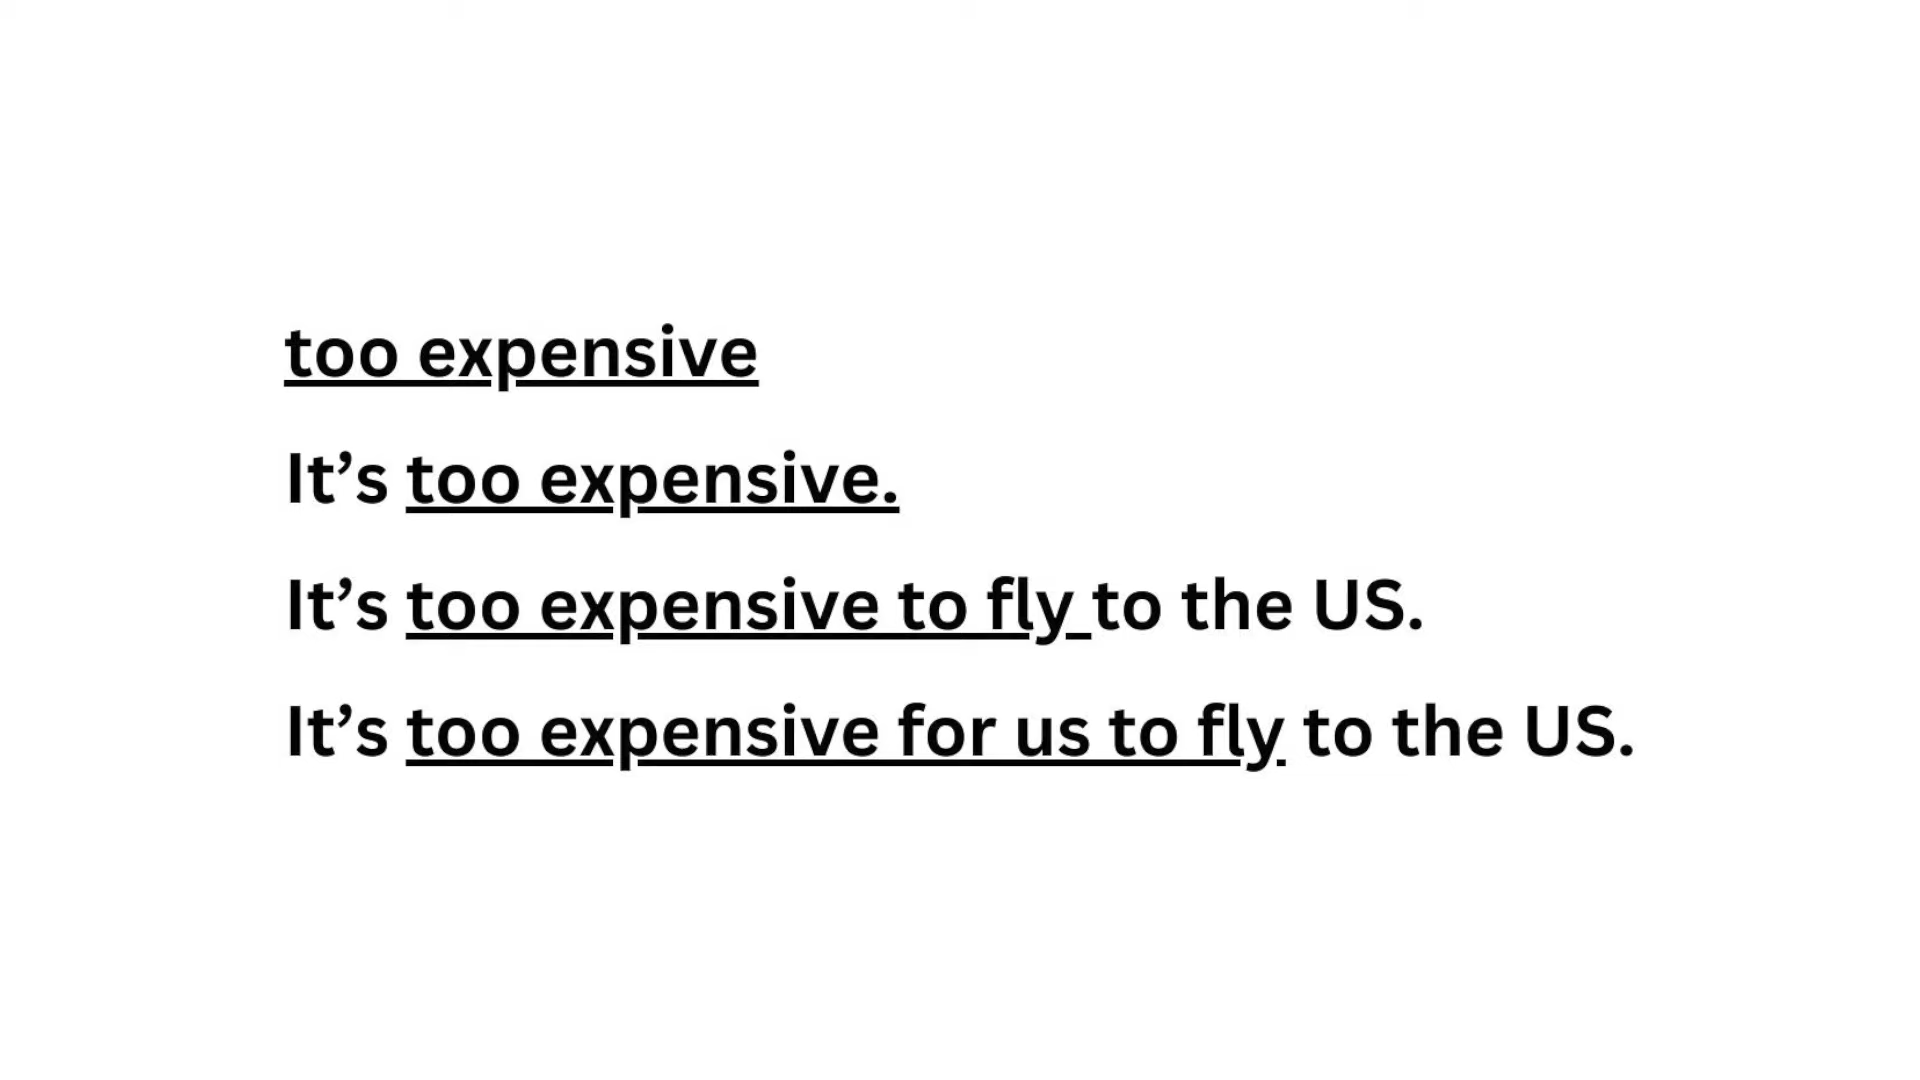 too expensive
It’s too expensive.
It’s too expensive to fly to the US.
It’s too expensive for us to fly to the US.